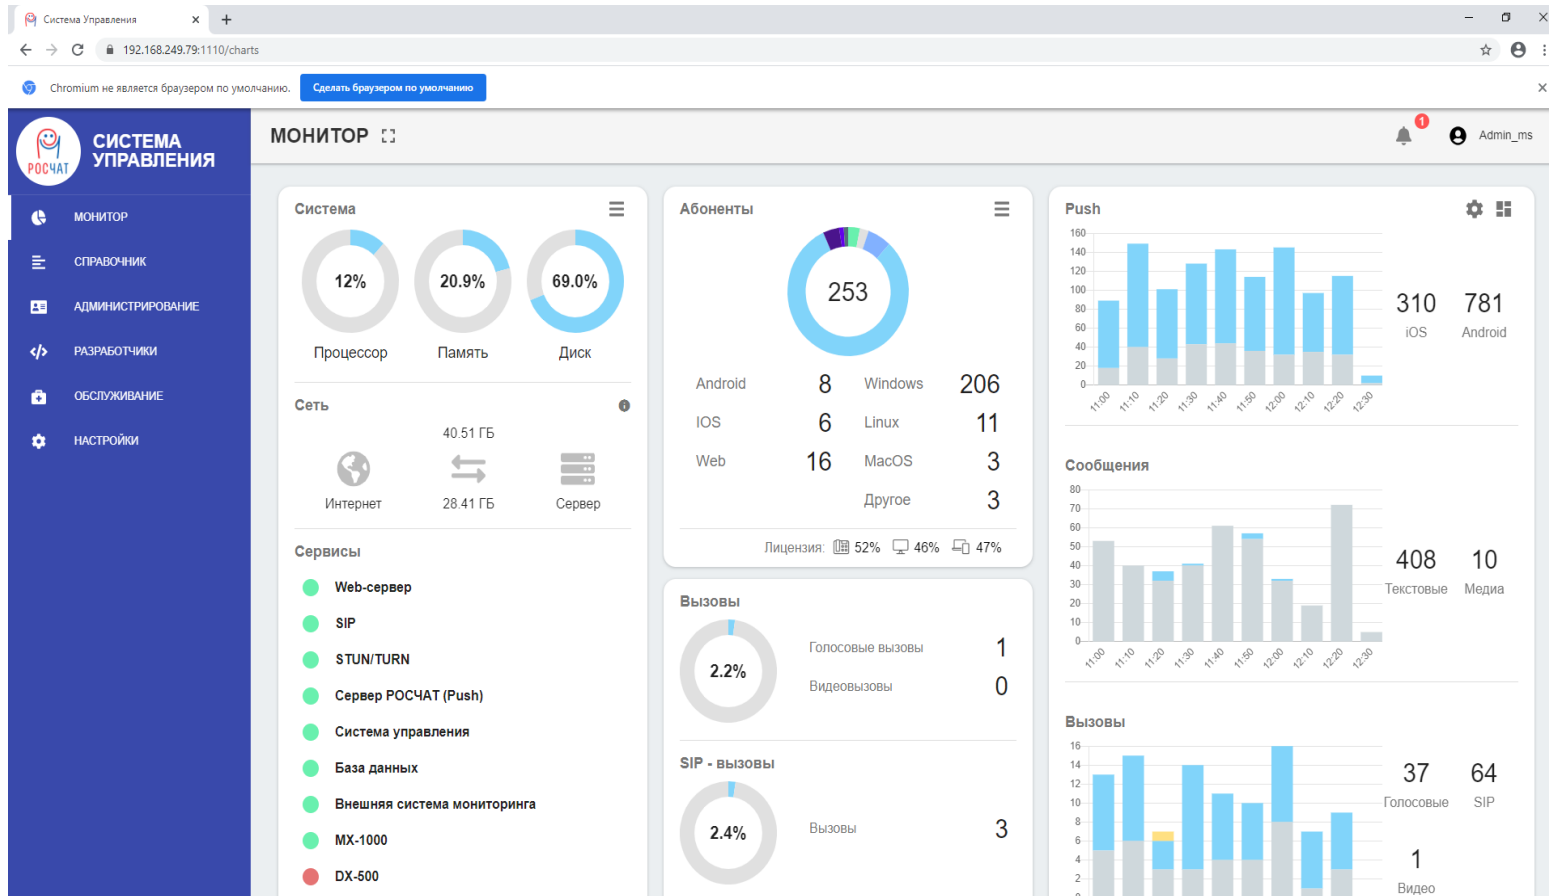 Система Управления
192.168.249.79:1110/charts
Chromium не является браузером по умолчанию. Сделать браузером по умолчанию
РОСЧАТ
СИСТЕМА
УПРАВЛЕНИЯ
МОНИТОР
СПРАВОЧНИК
АДМИНИСТРИРОВАНИЕ
РАЗРАБОТЧИКИ
ОБСЛУЖИВАНИЕ
НАСТРОЙКИ
МОНИТОР
1
Admin_ms
Система
12% 20.9% 69.0%
Процессор Память Диск
Сеть
40.51 ГБ
Интернет 28.41 ГБ Сервер
Сервисы
Web-сервер
SIP
STUN/TURN
Сервер РОСЧАТ (Push)
Система управления
База данных
Внешняя система мониторинга
MX-1000
DX-500
Абоненты
253
Android 8 Windows 206
IOS 6 Linux 11
Web 16 MacOS 3
Другое 3
Лицензия: 52% 46% 47%
Вызовы
2.2%
Голосовые вызовы 1
Видеовызовы 0
SIP - вызовы
2.4%
Вызовы 3
Push
160
140
120
100
80
60
40
20
0
11:00 11:10 11:20 11:30 11:40 11:50 12:00 12:10 12:20 12:30
310 781
iOS Android
Сообщения
80
70
60
50
40
30
20
10
0
11:00 11:10 11:20 11:30 11:40 11:50 12:00 12:10 12:20 12:30
408 10
Текстовые Медиа
Вызовы
16
14
12
10
8
6
4
2
0
37 64
Голосовые SIP
1
Видео